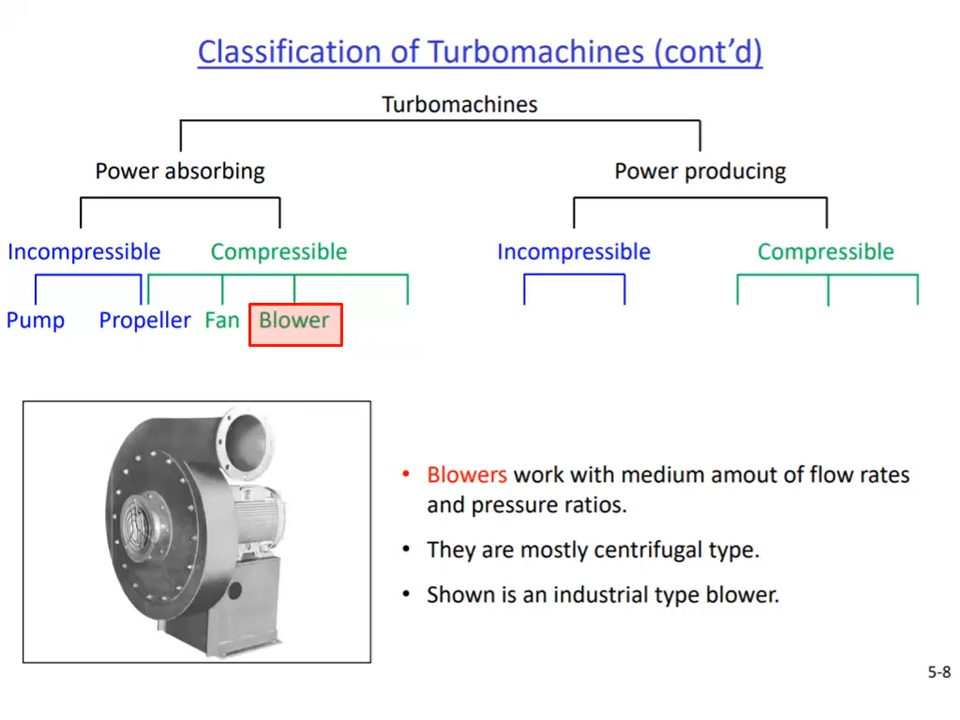 Classification of Turbomachines (cont’d)
Turbomachines
Power absorbing Power producing
Incompressible Compressible Incompressible Compressible
Pump Propeller Fan Blower
• Blowers work with medium amout of flow rates
and pressure ratios.
• They are mostly centrifugal type.
• Shown is an industrial type blower.
5-8